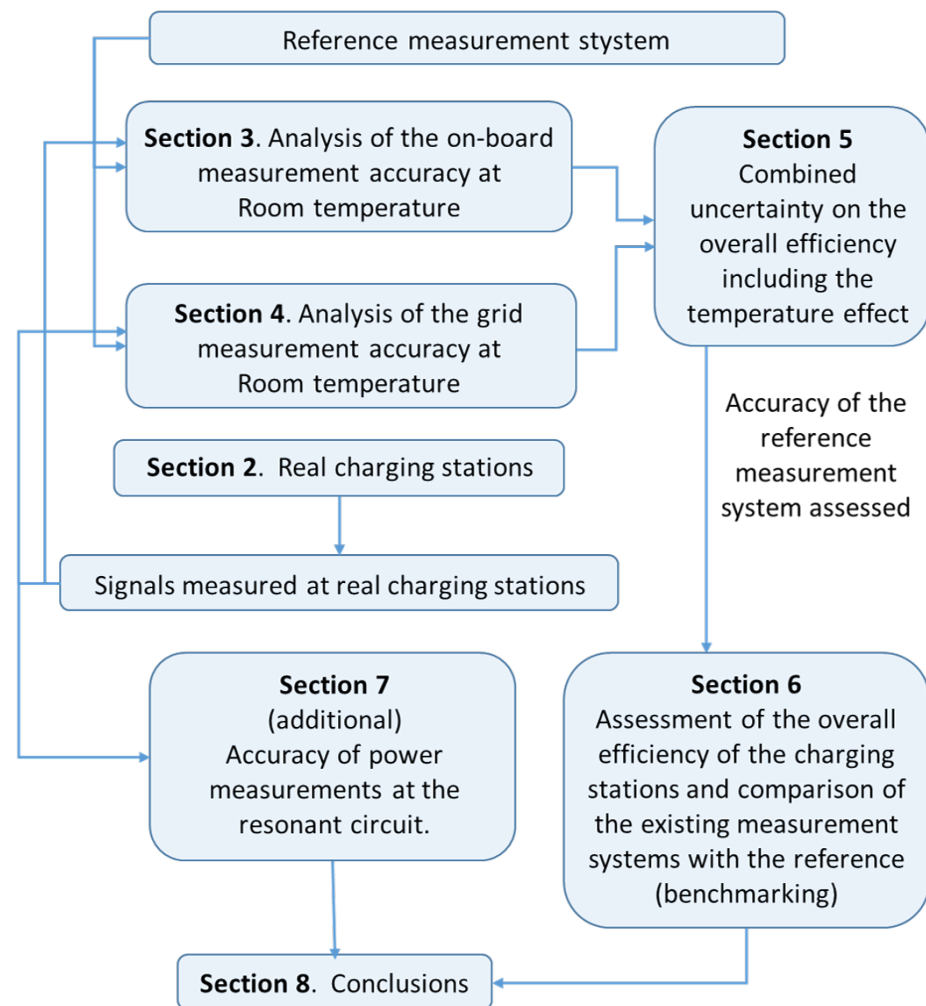 Reference measurement stystem
Section 3. Analysis of the on-board
measurement accuracy at
Room temperature
Section 5
Combined
uncertainty on the
overall efficiency
including the
temperature effect
Section 4. Analysis of the grid
measurement accuracy at
Room temperature
Accuracy of the
reference
measurement
system assessed
Section 2. Real charging stations
Signals measured at real charging stations
Section 7
(additional)
Accuracy of power
measurements at the
resonant circuit.
Section 6
Assessment of the overall
efficiency of the charging
stations and comparison of
the existing measurement
systems with the reference
(benchmarking)
Section 8. Conclusions